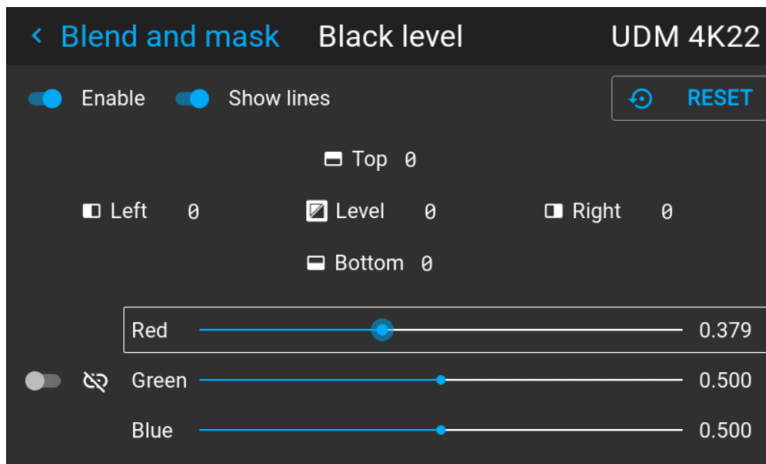 Blend and mask Black level UDM 4K22
Enable Show lines RESET
Top 0
Left 0 Level 0 Right 0
Bottom 0
Red 0.379
Green 0.500
Blue 0.500